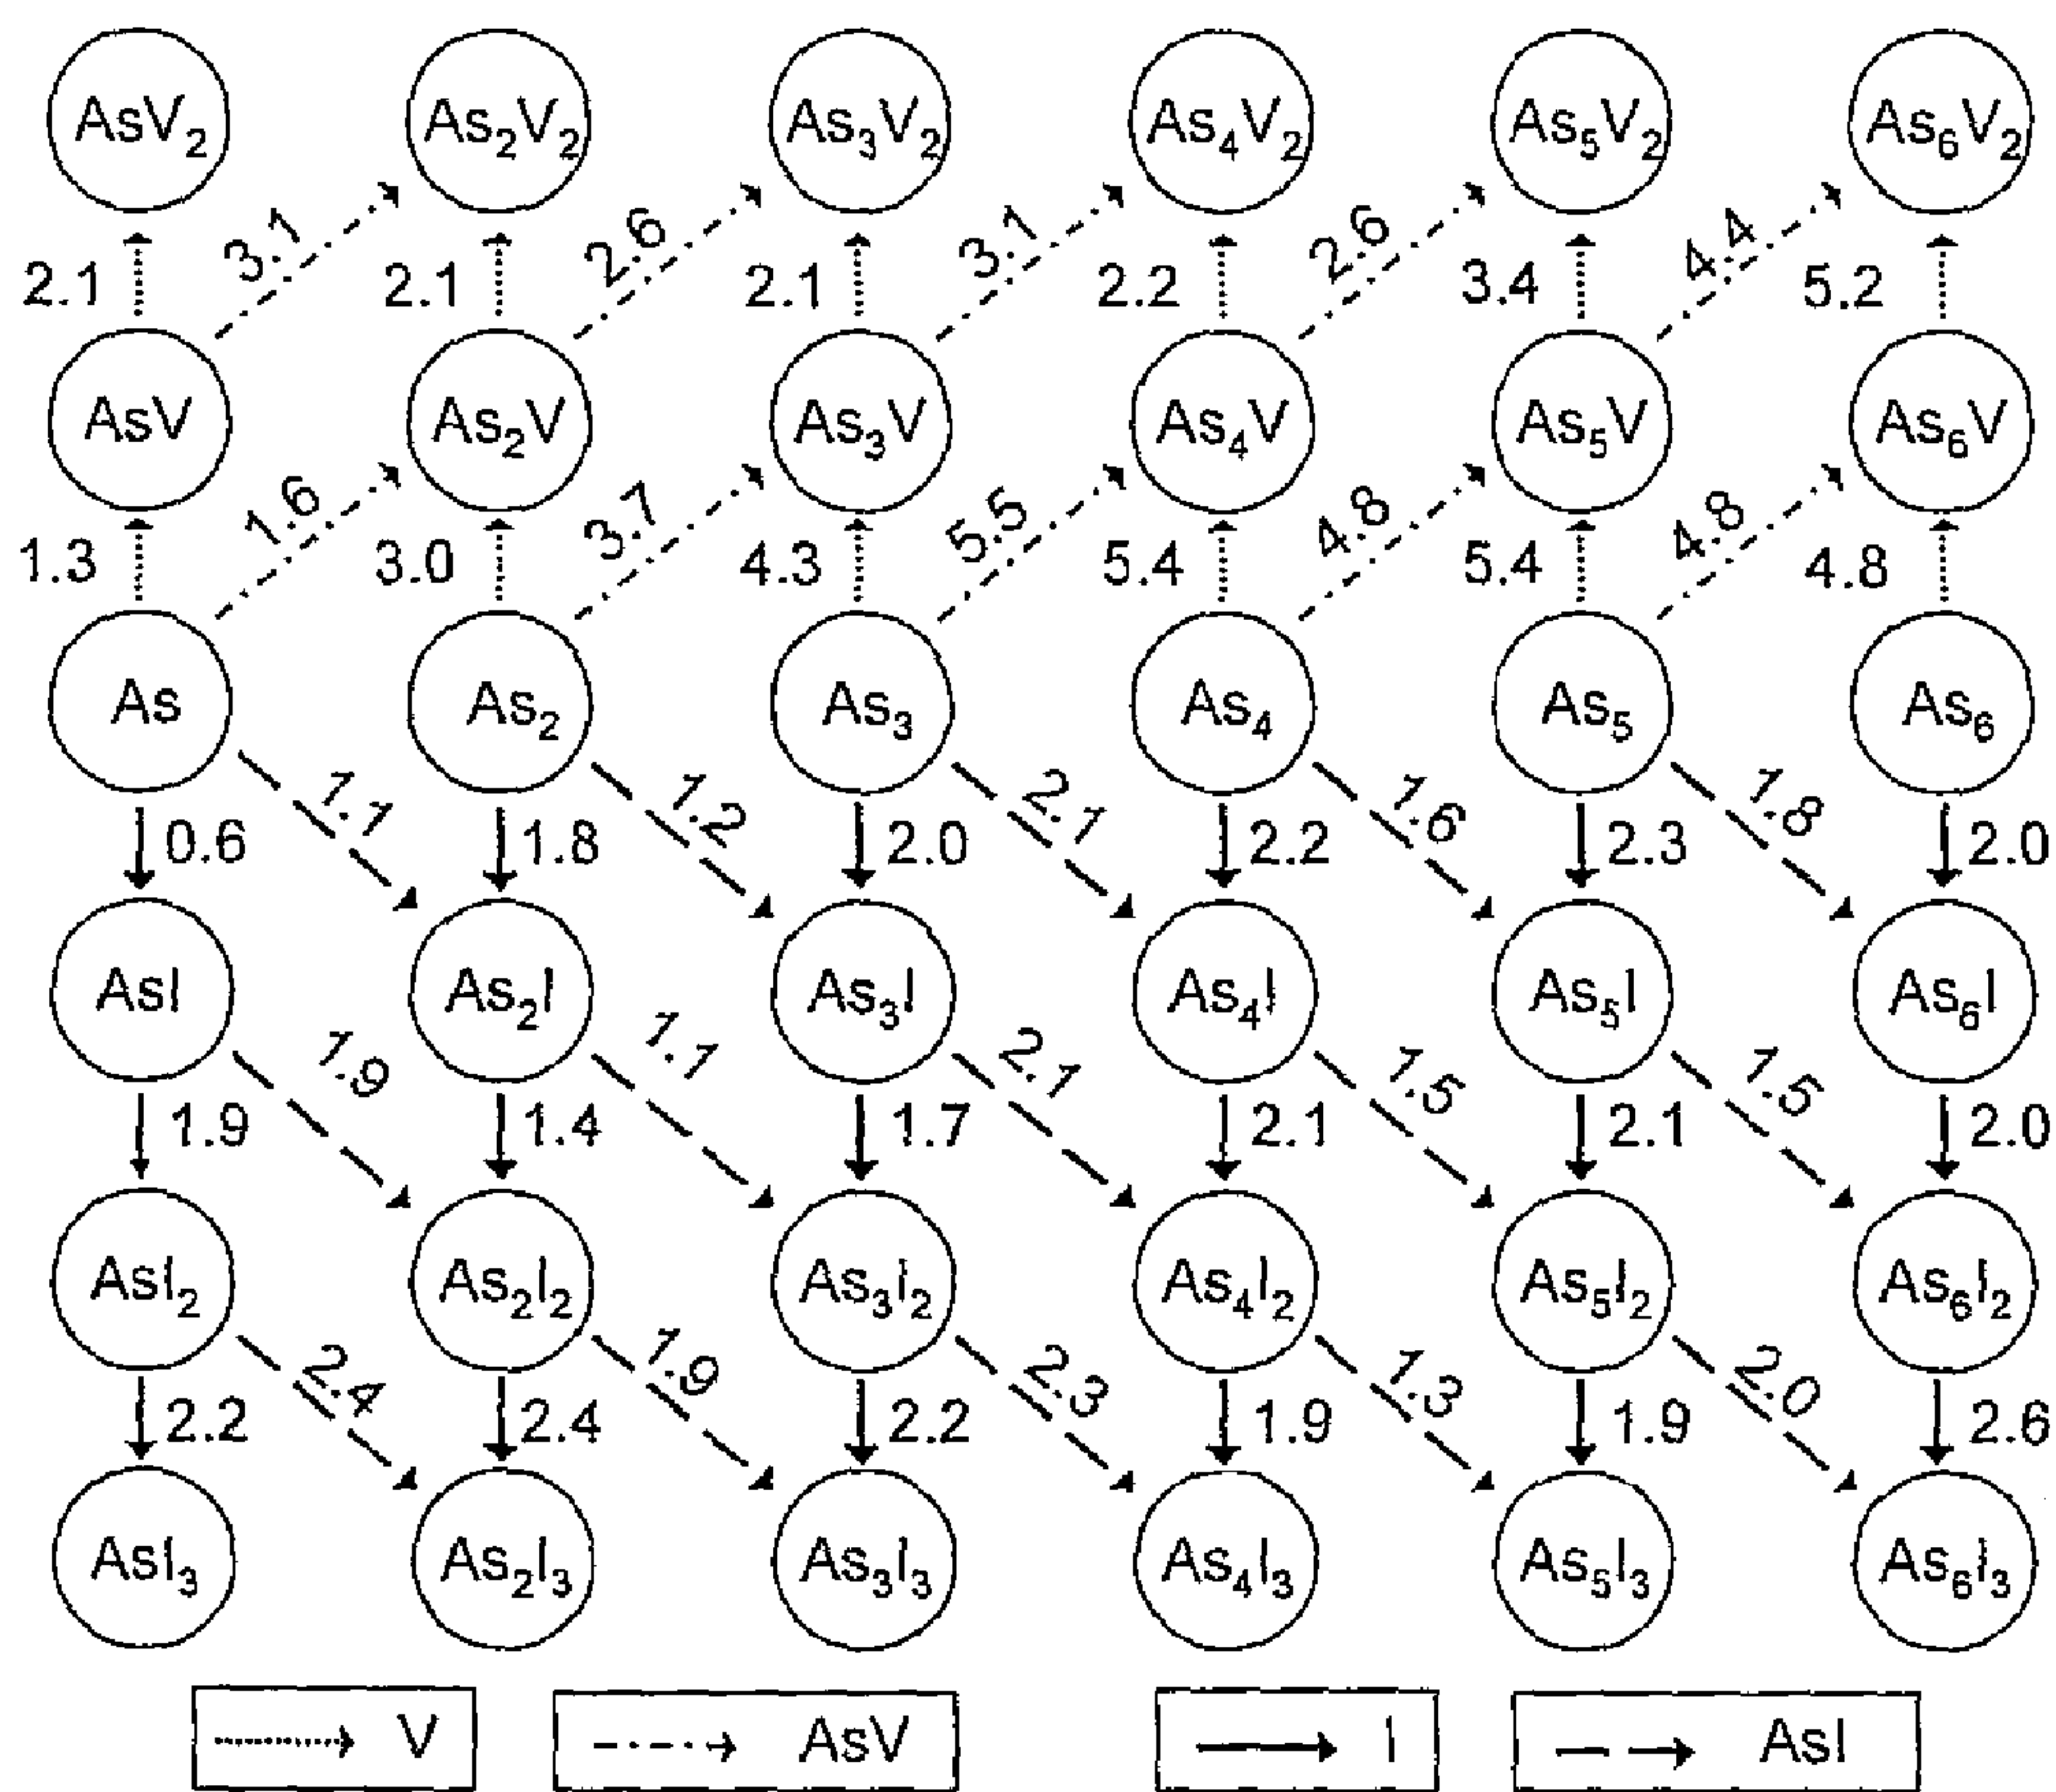 AsV₂ As₂V₂ As₃V₂ As₄V₂ As₅V₂ As₆V₂
3.1 2.6 3.1 2.6 4.4
2.1 2.1 2.1 2.2 3.4 5.2
AsV As₂V As₃V As₄V As₅V As₆V
1.6 3.7 5.5 4.8 4.8
1.3 3.0 4.3 5.4 5.4 4.8
As As₂ As₃ As₄ As₅ As₆
1.1 1.2 2.1 1.6 1.8
0.6 1.8 2.0 2.2 2.3 2.0
AsI As₂I As₃I As₄I As₅I As₆I
1.9 1.1 2.1 1.5 1.5
1.9 1.4 1.7 2.1 2.1 2.0
AsI₂ As₂I₂ As₃I₂ As₄I₂ As₅I₂ As₆I₂
2.4 1.9 2.3 1.3 2.0
2.2 2.4 2.2 1.9 1.9 2.6
AsI₃ As₂I₃ As₃I₃ As₄I₃ As₅I₃ As₆I₃
V AsV I AsI